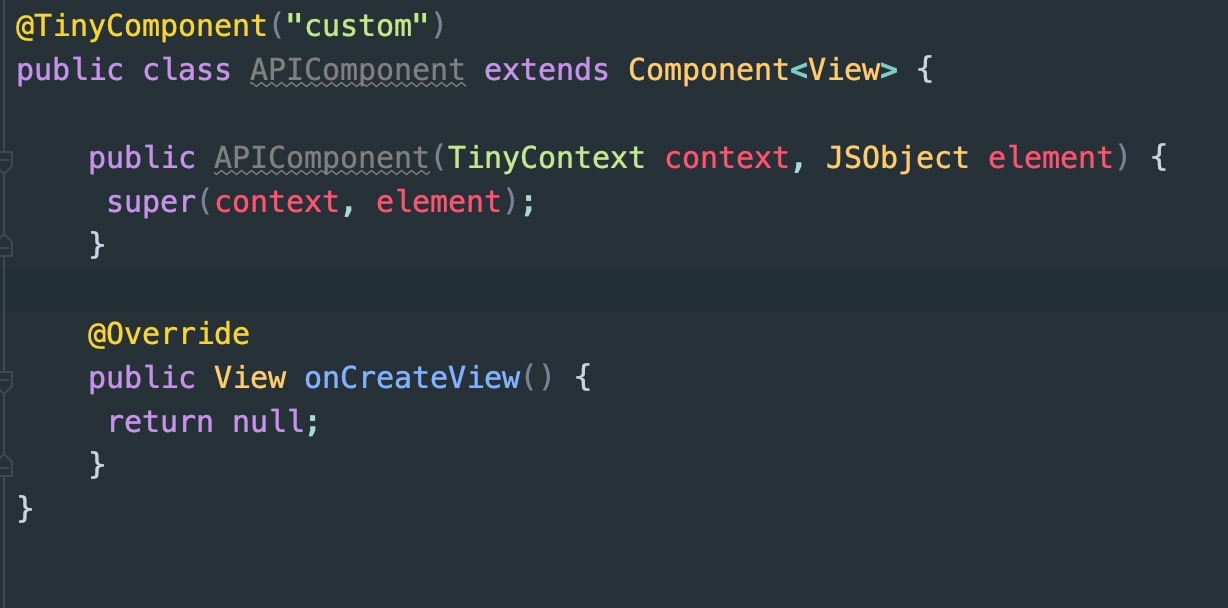 @TinyComponent("custom")
public class APIComponent extends Component<View> {
public APIComponent(TinyContext context, JSObject element) {
super(context, element);
}
@Override
public View onCreateView() {
return null;
}
}